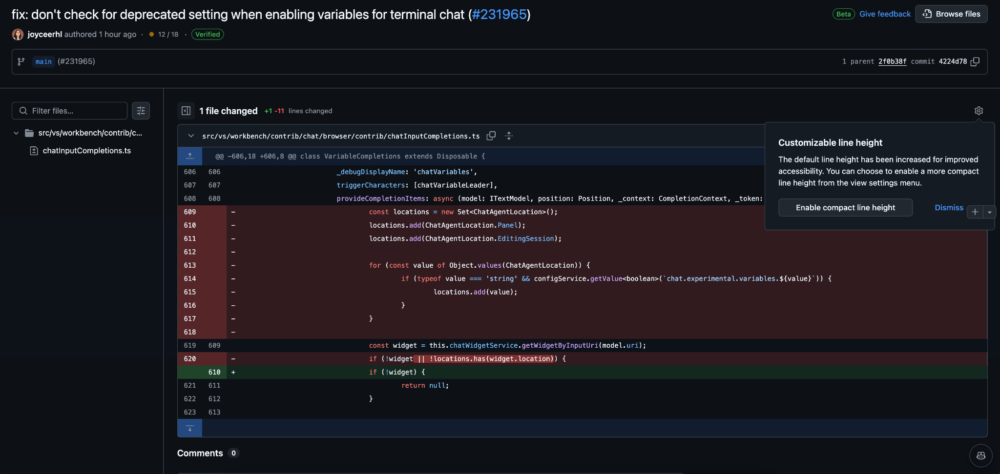 fix: don't check for deprecated setting when enabling variables for terminal chat (#231965)
Beta Give feedback Browse files
joyceerhl authored 1 hour ago · 12 / 18 · Verified
main (#231965)
1 parent 2f0b38f commit 4224d78
Filter files...
src/vs/workbench/contrib/c...
chatInputCompletions.ts
1 file changed +1 -11 lines changed
src/vs/workbench/contrib/chat/browser/contrib/chatInputCompletions.ts
@@ -606,18 +606,8 @@ class VariableCompletions extends Disposable {
606 606 _debugDisplayName: 'chatVariables',
607 607 triggerCharacters: [chatVariableLeader],
608 608 provideCompletionItems: async (model: ITextModel, position: Position, _context: CompletionContext, _token:
609 - const locations = new Set<ChatAgentLocation>();
610 - locations.add(ChatAgentLocation.Panel);
611 - locations.add(ChatAgentLocation.EditingSession);
612 -
613 - for (const value of Object.values(ChatAgentLocation)) {
614 - if (typeof value === 'string' && configService.getValue<boolean>(`chat.experimental.variables.${value}`)) {
615 - locations.add(value);
616 - }
617 - }
618 -
619 609 const widget = this.chatWidgetService.getWidgetByInputUri(model.uri);
620 - if (!widget || !locations.has(widget.location)) {
610 + if (!widget) {
621 611 return null;
622 612 }
623 613
Customizable line height
The default line height has been increased for improved
accessibility. You can choose to enable a more compact
line height from the view settings menu.
Enable compact line height Dismiss
Comments 0